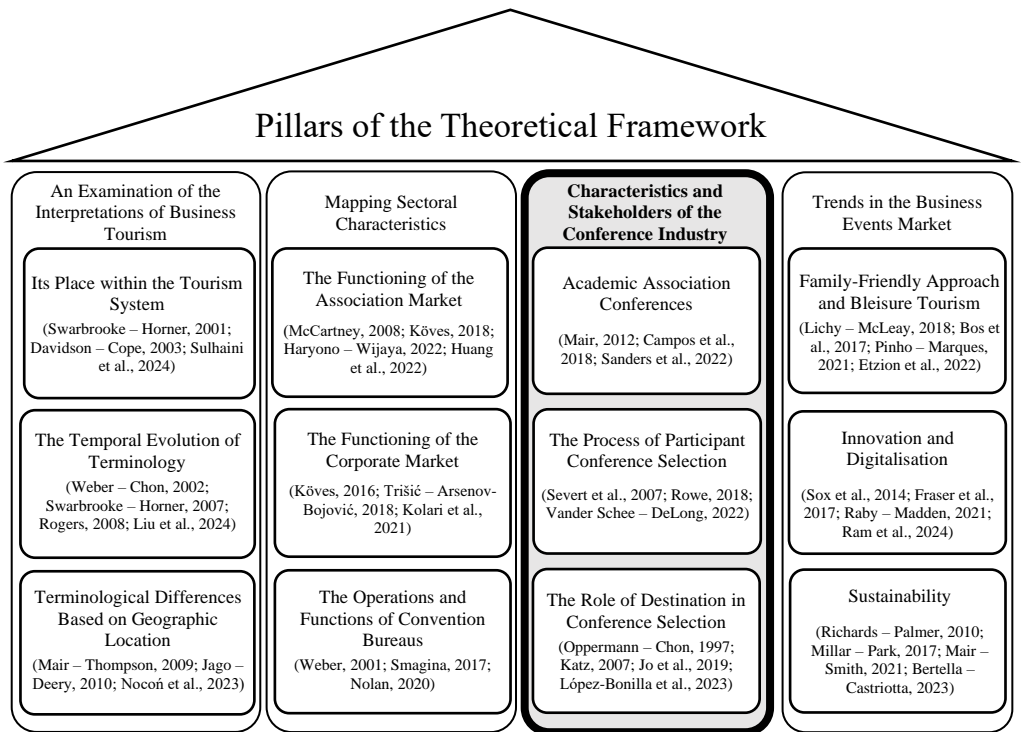 Pillars of the Theoretical Framework
An Examination of the
Interpretations of Business
Tourism
Its Place within the Tourism
System
(Swarbrooke – Horner, 2001;
Davidson – Cope, 2003; Sulhaini
et al., 2024)
The Temporal Evolution of
Terminology
(Weber – Chon, 2002;
Swarbrooke – Horner, 2007;
Rogers, 2008; Liu et al., 2024)
Terminological Differences
Based on Geographic
Location
(Mair – Thompson, 2009; Jago –
Deery, 2010; Nocoń et al., 2023)
Mapping Sectoral
Characteristics
The Functioning of the
Association Market
(McCartney, 2008; Köves, 2018;
Haryono – Wijaya, 2022; Huang
et al., 2022)
The Functioning of the
Corporate Market
(Köves, 2016; Trišić – Arsenov-
Bojović, 2018; Kolari et al.,
2021)
The Operations and
Functions of Convention
Bureaus
(Weber, 2001; Smagina, 2017;
Nolan, 2020)
Characteristics and
Stakeholders of the
Conference Industry
Academic Association
Conferences
(Mair, 2012; Campos et al.,
2018; Sanders et al., 2022)
The Process of Participant
Conference Selection
(Severt et al., 2007; Rowe, 2018;
Vander Schee – DeLong, 2022)
The Role of Destination in
Conference Selection
(Oppermann – Chon, 1997;
Katz, 2007; Jo et al., 2019;
López-Bonilla et al., 2023)
Trends in the Business
Events Market
Family-Friendly Approach
and Bleisure Tourism
(Lichy – McLeay, 2018; Bos et
al., 2017; Pinho – Marques,
2021; Etzion et al., 2022)
Innovation and
Digitalisation
(Sox et al., 2014; Fraser et al.,
2017; Raby – Madden, 2021;
Ram et al., 2024)
Sustainability
(Richards – Palmer, 2010;
Millar – Park, 2017; Mair –
Smith, 2021; Bertella –
Castriotta, 2023)